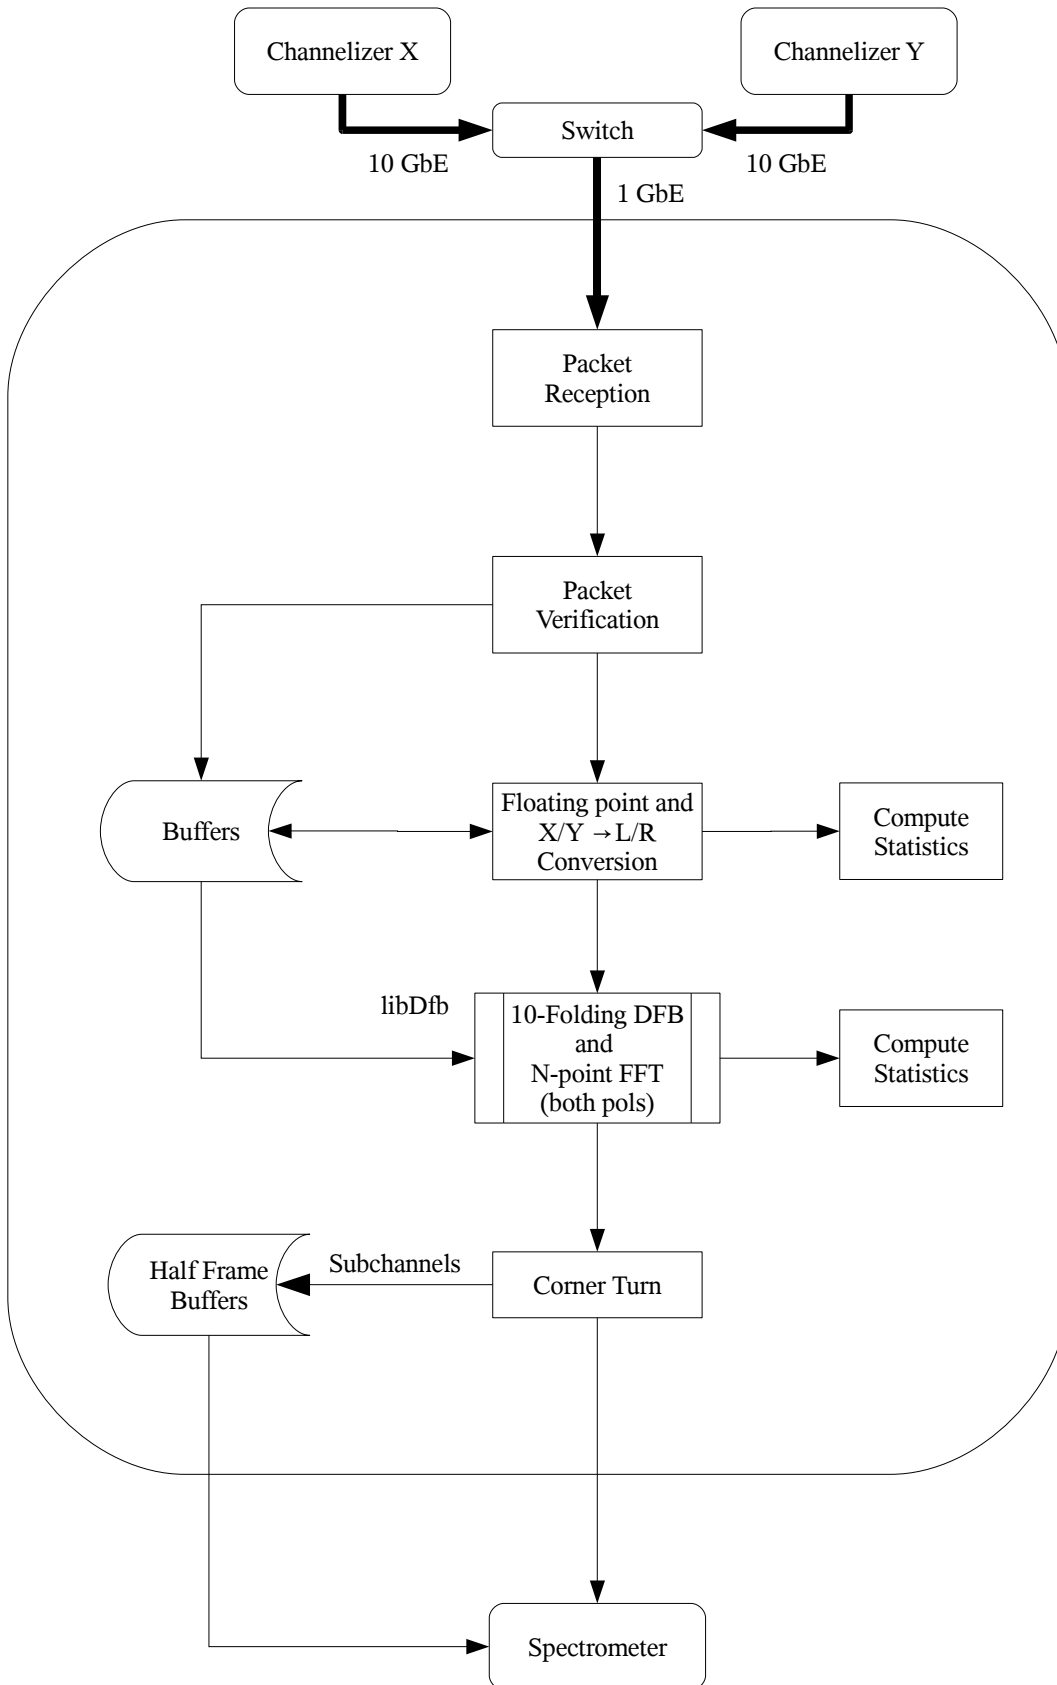 Channelizer X
Channelizer Y
Switch
10 GbE
10 GbE
1 GbE
Packet
Reception
Packet
Verification
Buffers
Floating point and
X/Y → L/R
Conversion
Compute
Statistics
libDfb
10-Folding DFB
and
N-point FFT
(both pols)
Compute
Statistics
Half Frame
Buffers
Subchannels
Corner Turn
Spectrometer